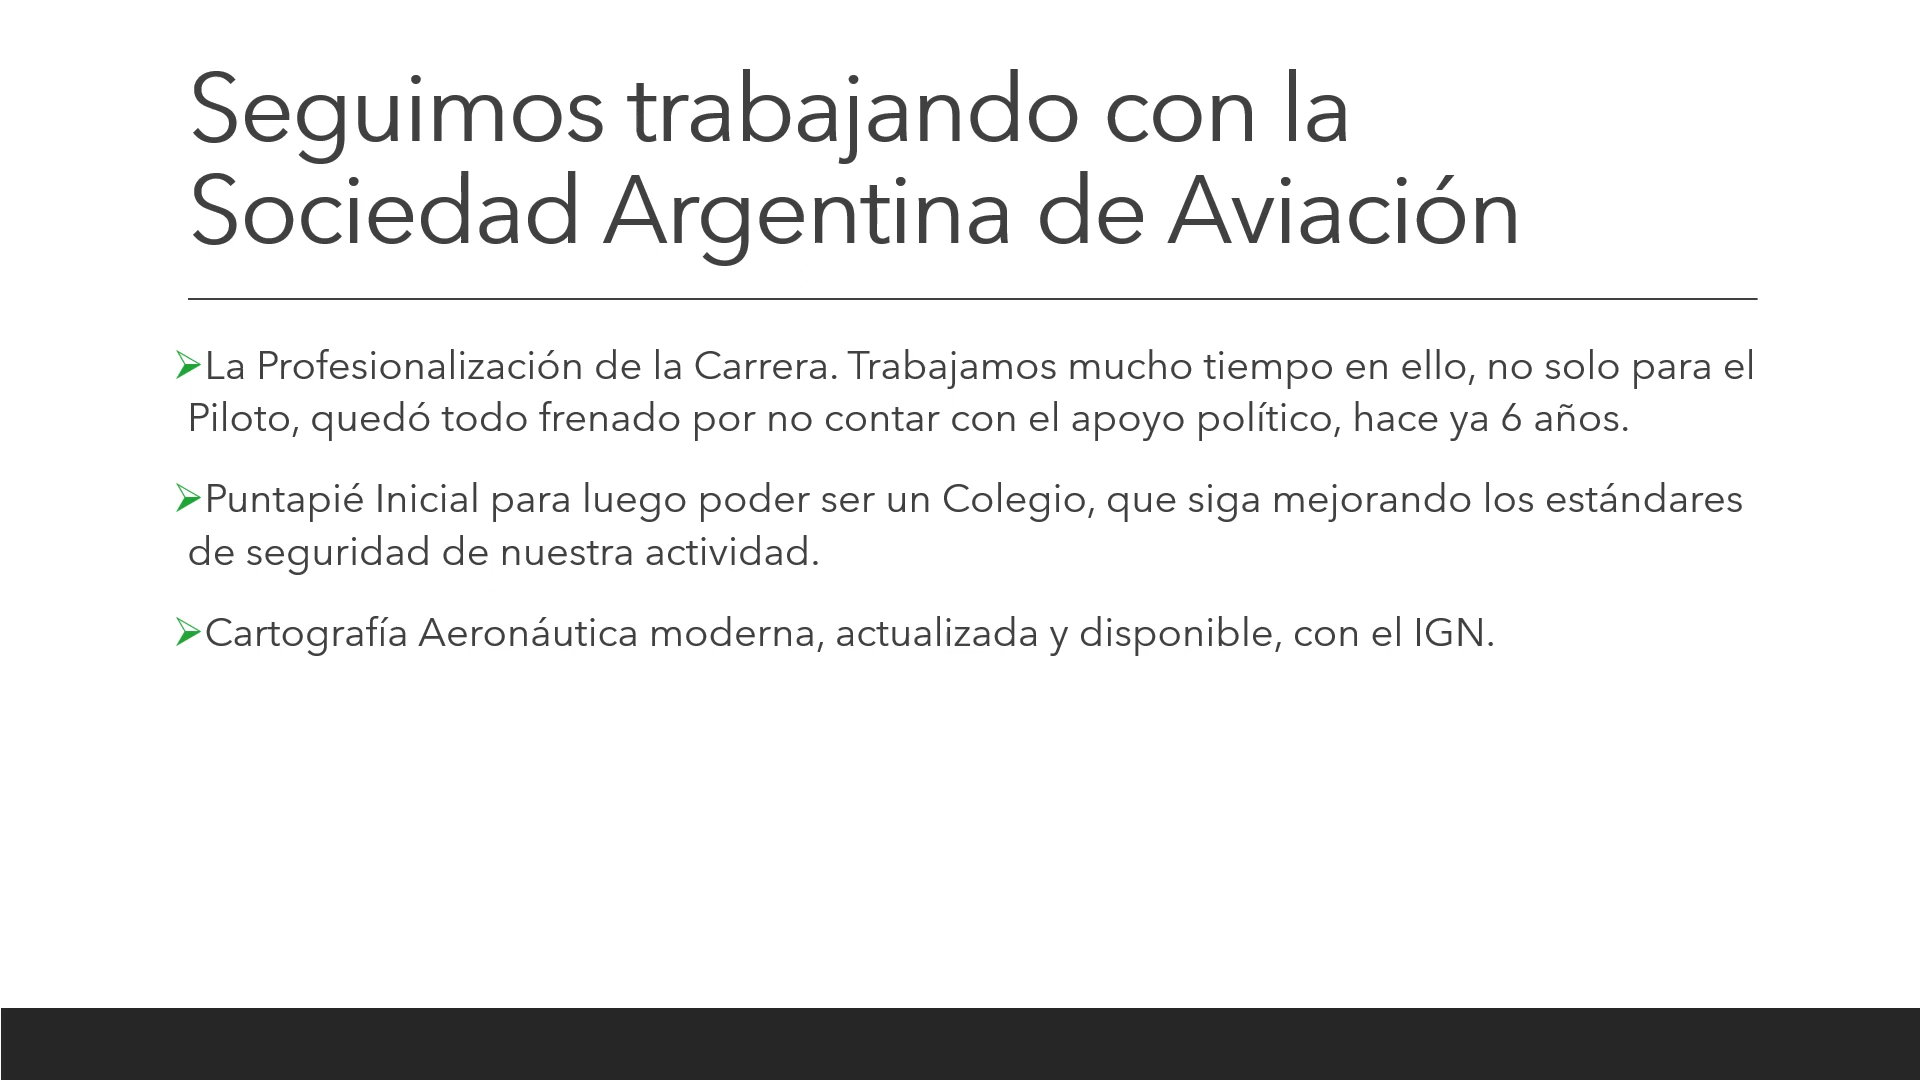 Seguimos trabajando con la
Sociedad Argentina de Aviación
La Profesionalización de la Carrera. Trabajamos mucho tiempo en ello, no solo para el
Piloto, quedó todo frenado por no contar con el apoyo político, hace ya 6 años.
Puntapié Inicial para luego poder ser un Colegio, que siga mejorando los estándares
de seguridad de nuestra actividad.
Cartografía Aeronáutica moderna, actualizada y disponible, con el IGN.